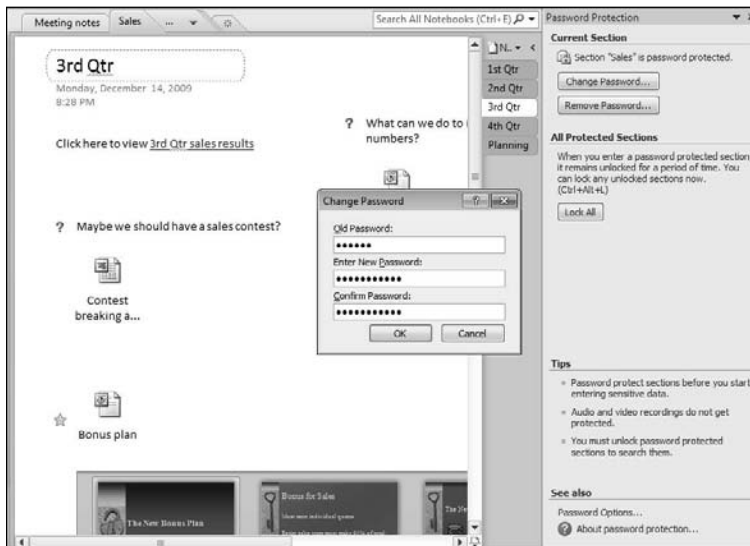 Meeting notes
Sales
...
Search All Notebooks (Ctrl+E)
3rd Qtr
Monday, December 14, 2009
8:28 PM
Click here to view 3rd Qtr sales results
? What can we do to
numbers?
? Maybe we should have a sales contest?
Contest
breaking a...
Bonus plan
The New Bonus Plan
Bonus for Sales
The New
N..
1st Qtr
2nd Qtr
3rd Qtr
4th Qtr
Planning
Change Password
Old Password:
••••••
Enter New Password:
•••••••••••
Confirm Password:
•••••••••••
OK
Cancel
Password Protection
Current Section
Section "Sales" is password protected.
Change Password...
Remove Password...
All Protected Sections
When you enter a password protected section
it remains unlocked for a period of time. You
can lock any unlocked sections now.
(Ctrl+Alt+L)
Lock All
Tips
Password protect sections before you start
entering sensitive data.
Audio and video recordings do not get
protected.
You must unlock password protected
sections to search them.
See also
Password Options...
About password protection...